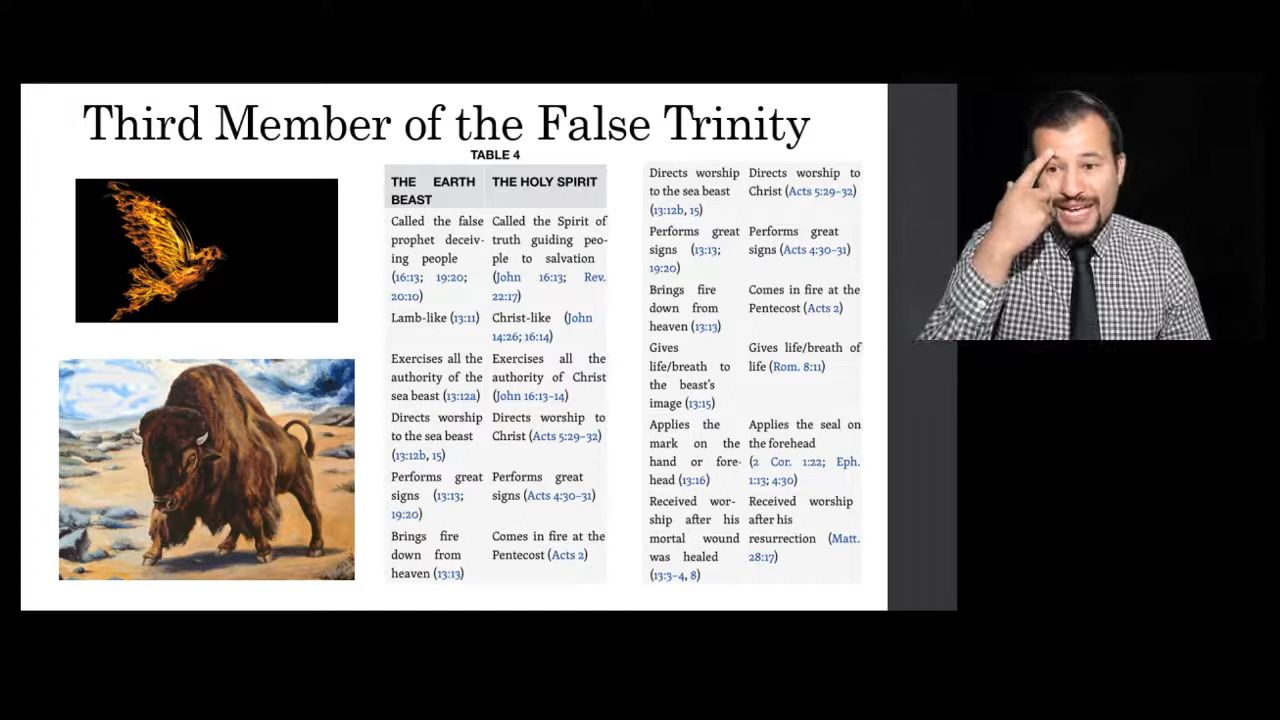 Third Member of the False Trinity
TABLE 4
THE EARTH BEAST THE HOLY SPIRIT
Called the false
prophet deceiv-
ing people
(16:13; 19:20;
20:10)
Called the Spirit of
truth guiding peo-
ple to salvation
(John 16:13; Rev.
22:17)
Lamb-like (13:11)
Christ-like (John
14:26; 16:14)
Exercises all the
authority of the
sea beast (13:12a)
Exercises all the
authority of Christ
(John 16:13-14)
Directs worship
to the sea beast
(13:12b, 15)
Directs worship to
Christ (Acts 5:29-32)
Performs great
signs (13:13;
19:20)
Performs great
signs (Acts 4:30-31)
Brings fire
down from
heaven (13:13)
Comes in fire at the
Pentecost (Acts 2)
Directs worship
to the sea beast
(13:12b, 15)
Directs worship to
Christ (Acts 5:29-32)
Performs great
signs (13:13;
19:20)
Performs great
signs (Acts 4:30-31)
Brings fire
down from
heaven (13:13)
Comes in fire at the
Pentecost (Acts 2)
Gives
life/breath to
the beast's
image (13:15)
Gives life/breath of
life (Rom. 8:11)
Applies the
mark on the
hand or fore-
head (13:16)
Applies the seal on
the forehead
(2 Cor. 1:22; Eph.
1:13; 4:30)
Received wor-
ship after his
mortal wound
was healed
(13:3-4, 8)
Received worship
after his
resurrection (Matt.
28:17)